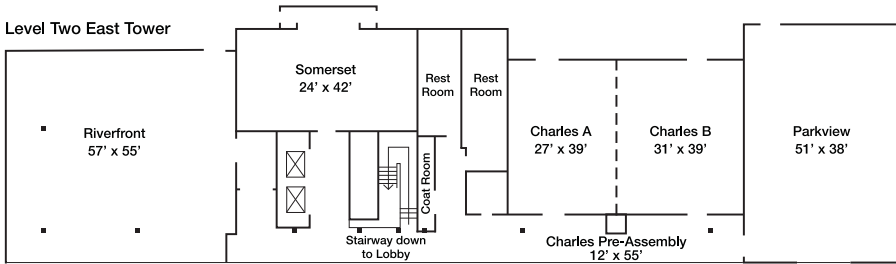 Level Two East Tower
Somerset
24' x 42'
Rest
Room
Rest
Room
Riverfront
57' x 55'
Charles A
27' x 39'
Charles B
31' x 39'
Parkview
51' x 38'
Coat Room
Stairway down
to Lobby
Charles Pre-Assembly
12' x 55'